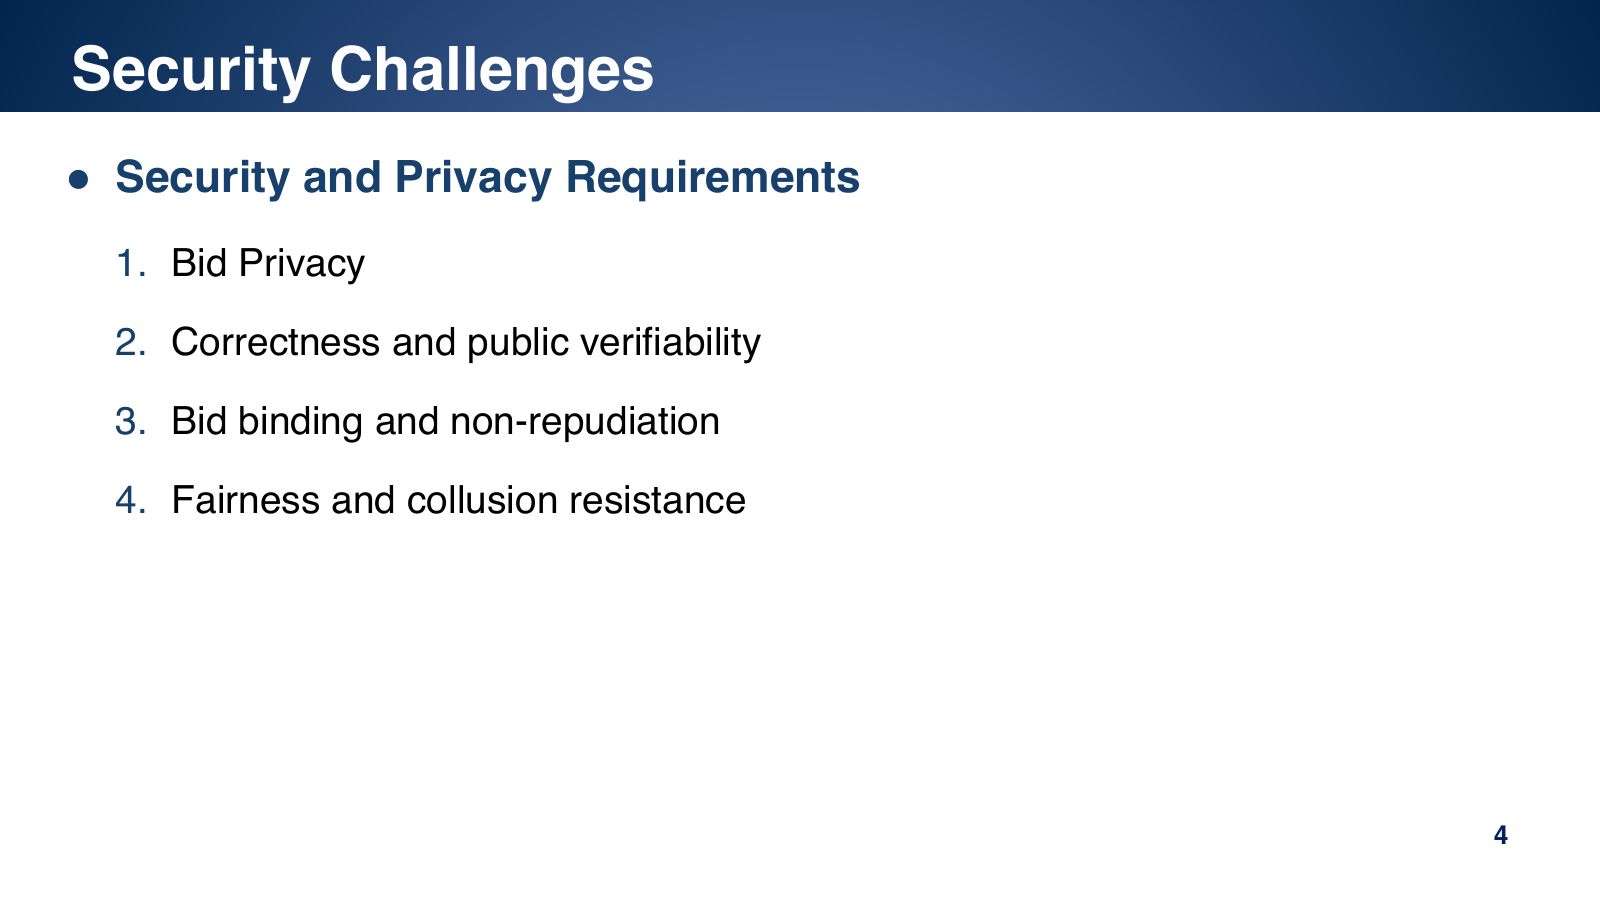 Security Challenges
● Security and Privacy Requirements
1. Bid Privacy
2. Correctness and public verifiability
3. Bid binding and non-repudiation
4. Fairness and collusion resistance
4